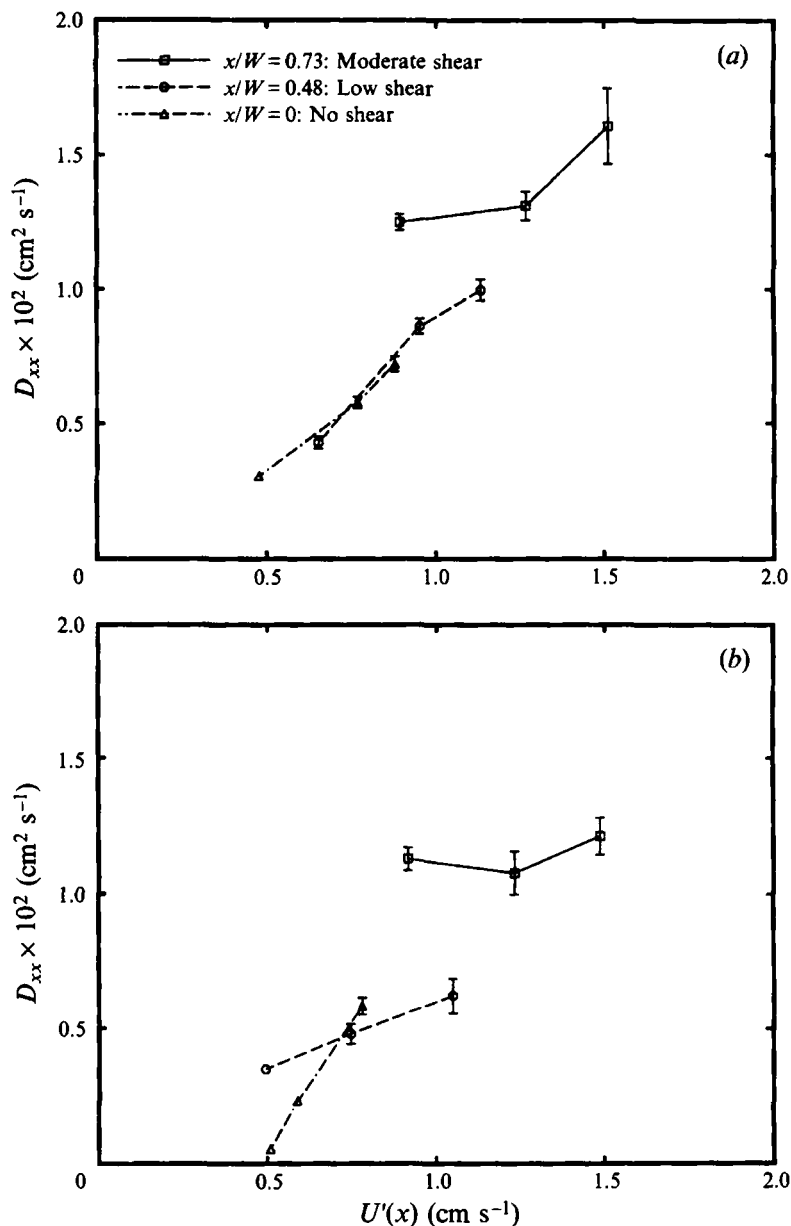 2.0
(a)
x/W = 0.73: Moderate shear
x/W = 0.48: Low shear
x/W = 0: No shear
1.5
1.0
0.5
D_xx × 10² (cm² s⁻¹)
0 0.5 1.0 1.5 2.0
2.0
(b)
1.5
1.0
0.5
D_xx × 10² (cm² s⁻¹)
0 0.5 1.0 1.5 2.0
U′(x) (cm s⁻¹)